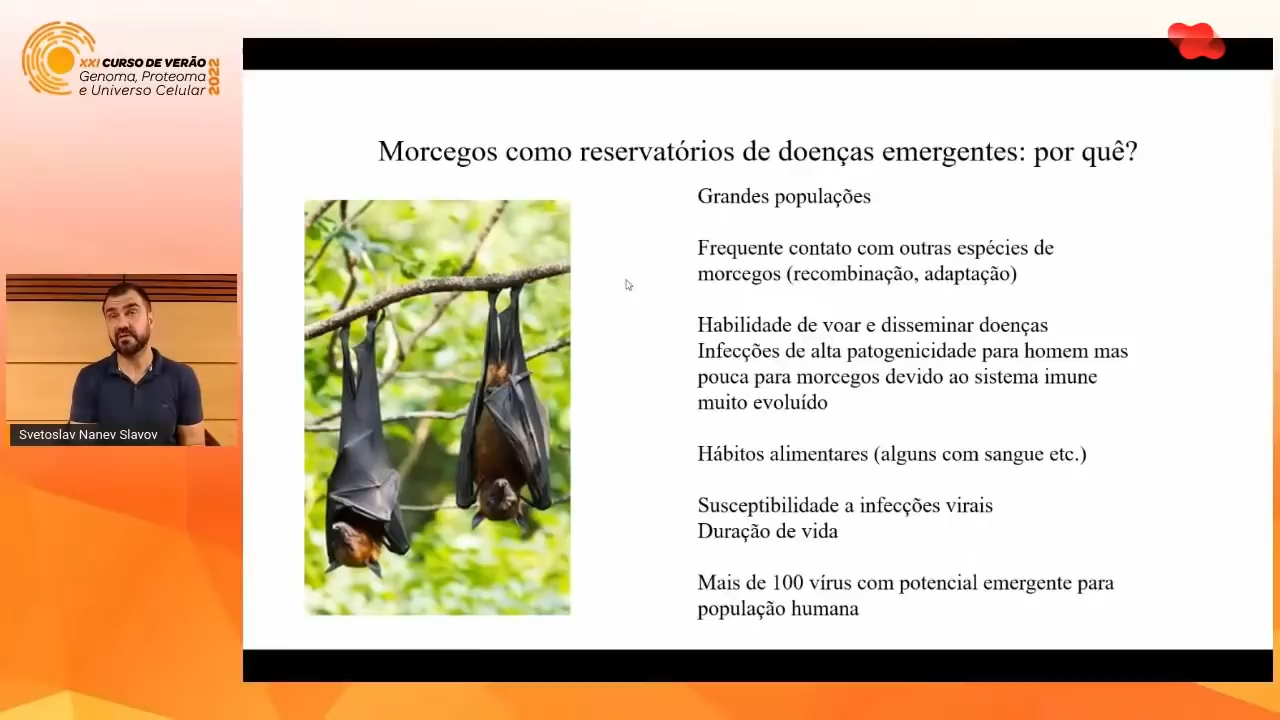 XXI CURSO DE VERÃO
Genoma, Proteoma
e Universo Celular
2022
Morcegos como reservatórios de doenças emergentes: por quê?
Grandes populações
Frequente contato com outras espécies de
morcegos (recombinação, adaptação)
Habilidade de voar e disseminar doenças
Infecções de alta patogenicidade para homem mas
pouca para morcegos devido ao sistema imune
muito evoluído
Hábitos alimentares (alguns com sangue etc.)
Susceptibilidade a infecções virais
Duração de vida
Mais de 100 vírus com potencial emergente para
população humana
Svetoslav Nanev Slavov